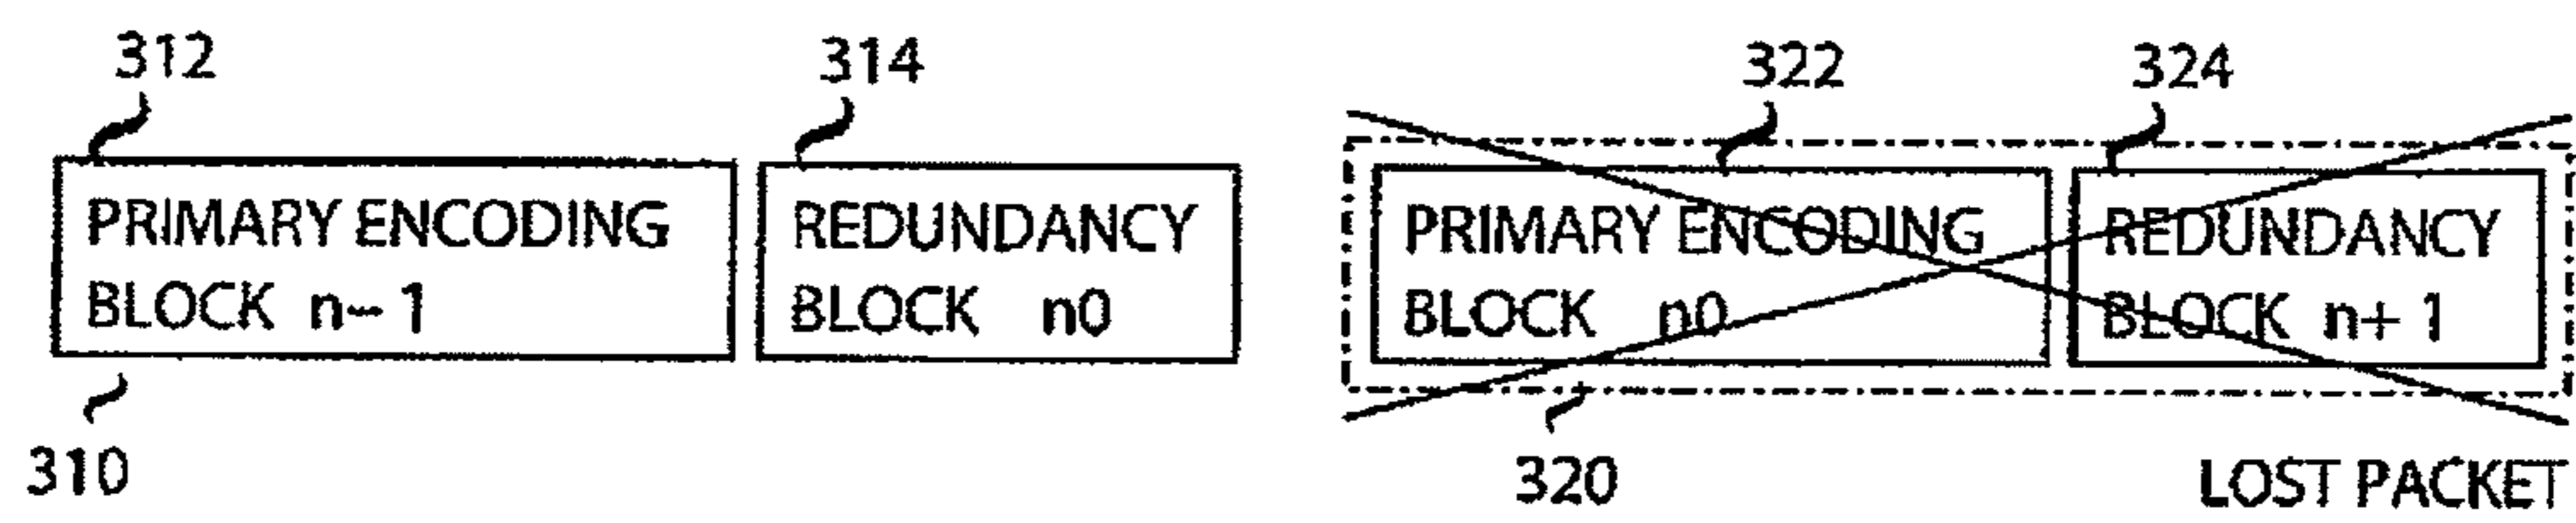 312
314
322
324
PRIMARY ENCODING
BLOCK n-1
REDUNDANCY
BLOCK n0
PRIMARY ENCODING
BLOCK n0
REDUNDANCY
BLOCK n+1
310
320
LOST PACKET